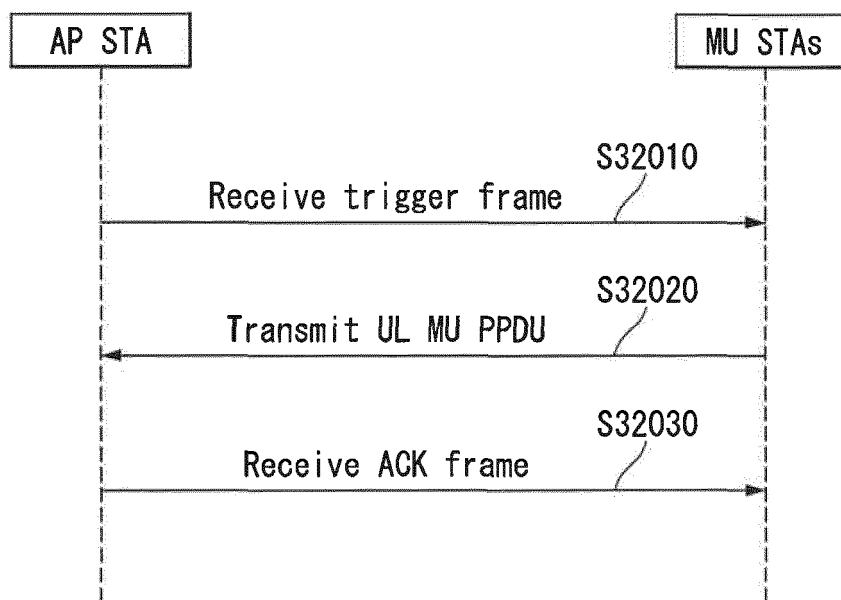 AP STA
MU STAs
S32010
Receive trigger frame
S32020
Transmit UL MU PPDU
S32030
Receive ACK frame